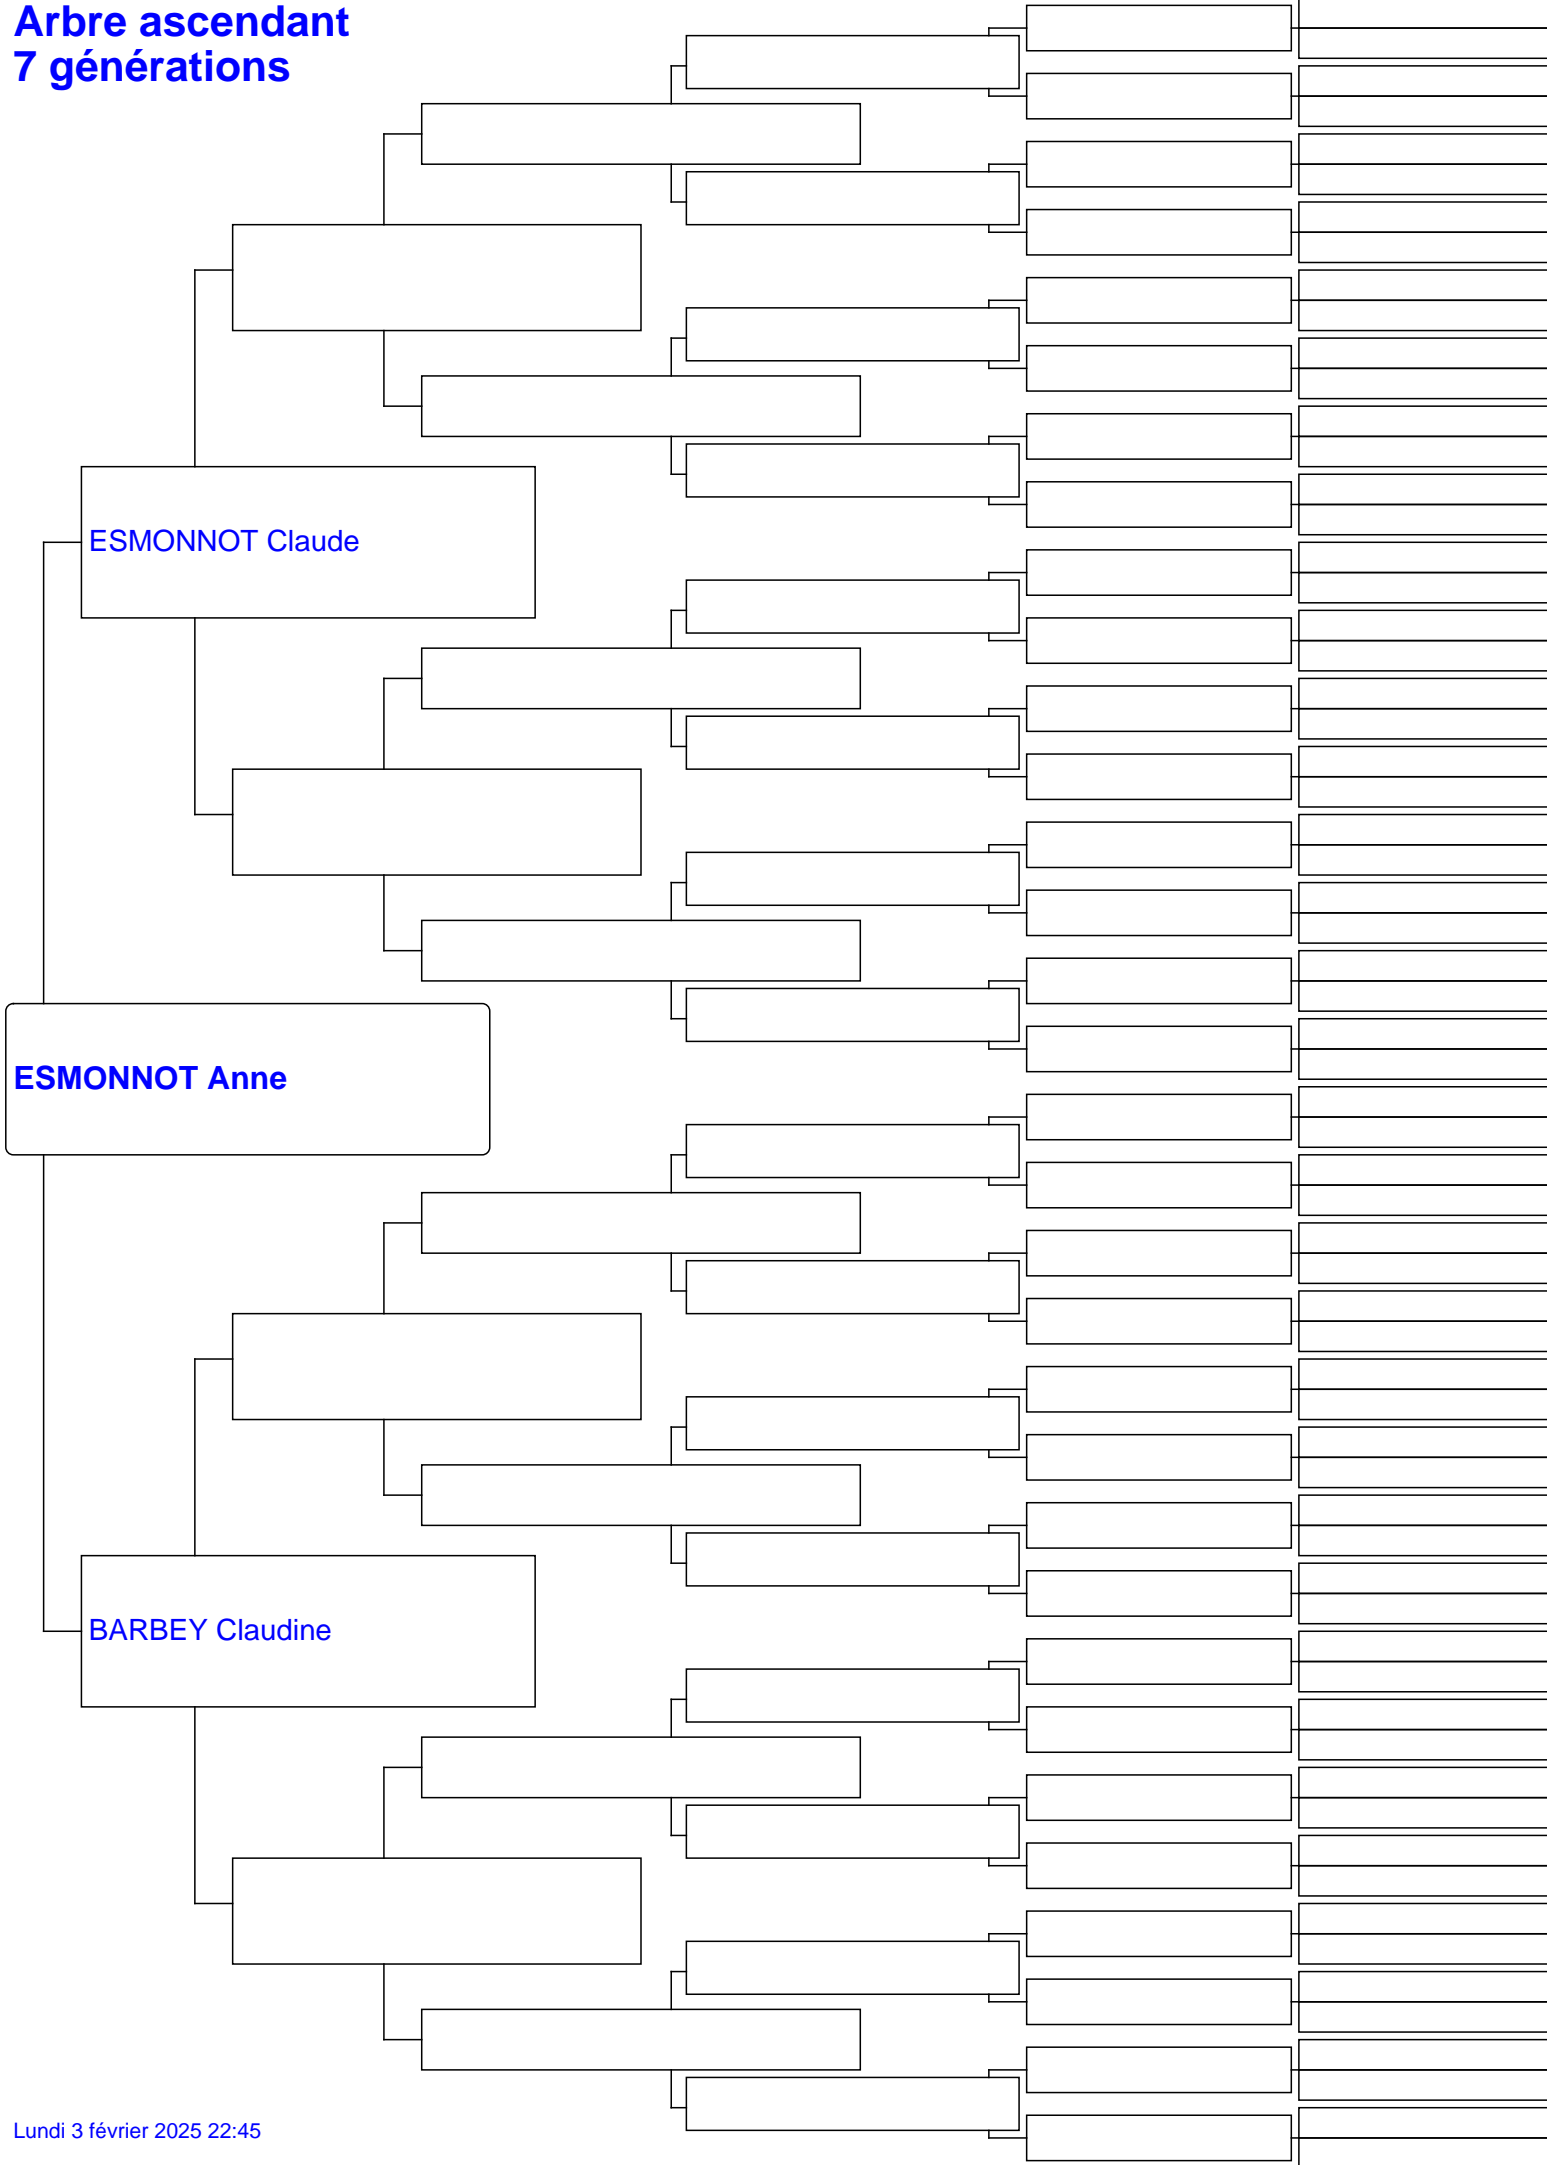 Arbre ascendant
7 générations
ESMONNOT Claude
ESMONNOT Anne
BARBEY Claudine
Lundi 3 février 2025 22:45